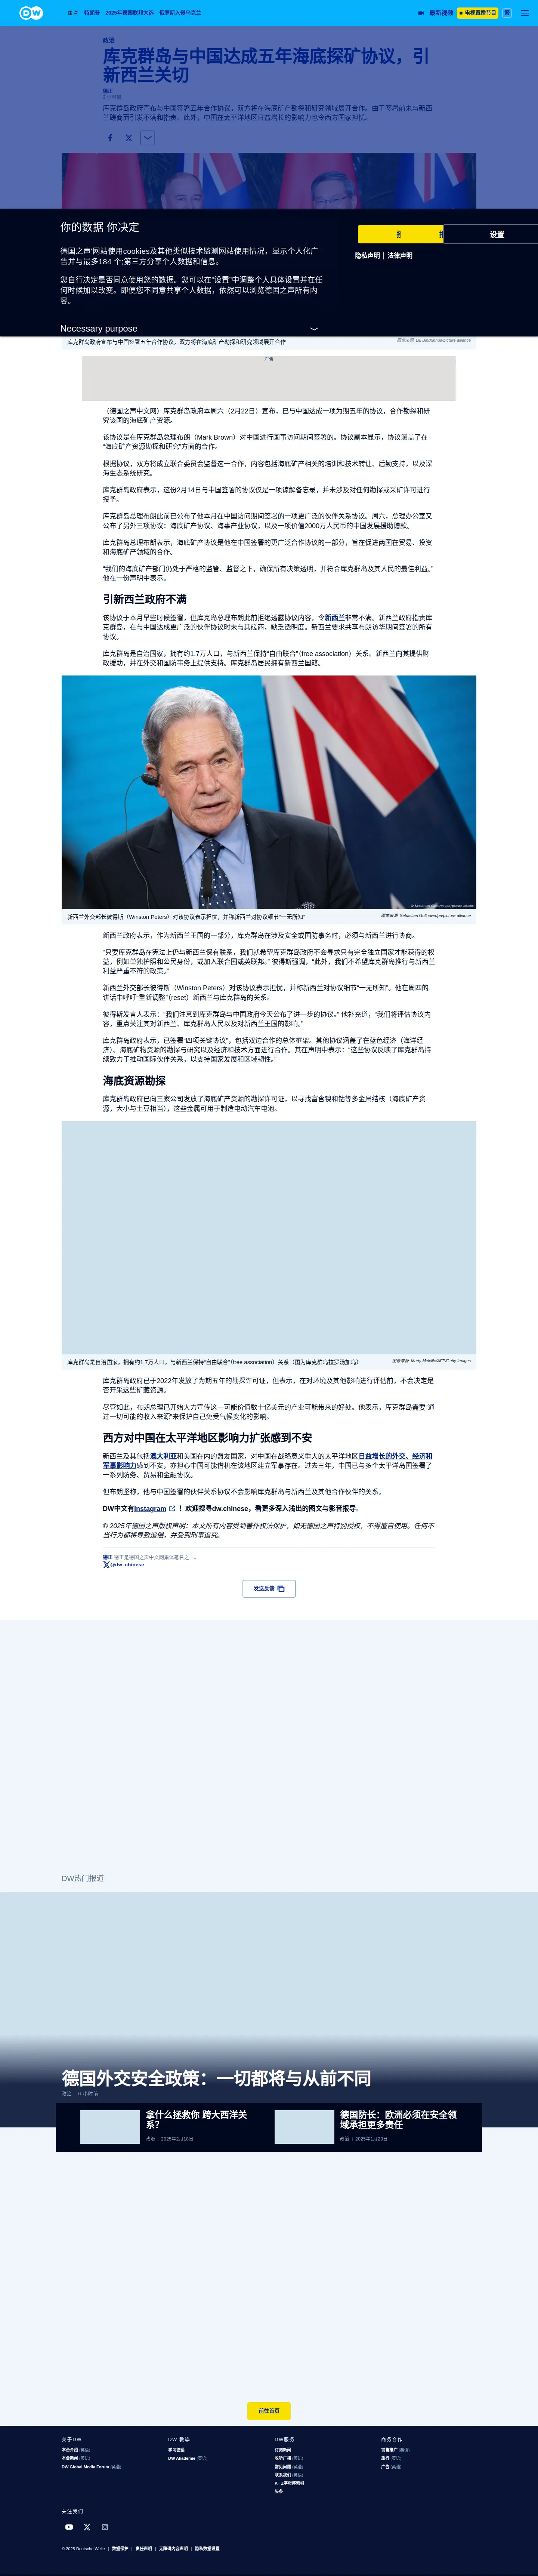 DW
焦点 特朗普 2025年德国联邦大选 俄罗斯入侵乌克兰
最新视频 电视直播节目 繁
政治
库克群岛与中国达成五年海底探矿协议，引
新西兰关切
德正
库克群岛政府宣布与中国签署五年合作协议，双方将在海底矿产勘探和研究领域展开合作。由于签署前未与新西
兰磋商而引发不满和指责。此外，中国在太平洋地区日益增长的影响力也令西方国家担忧。
你的数据 你决定
德国之声'网站使用cookies及其他类似技术监测网站使用情况，显示个人化广
告并与最多184 个;第三方分享个人数据和信息。
您自行决定是否同意使用您的数据。您可以在“设置”中调整个人具体设置并在任
何时候加以改变。即便您不同意共享个人数据，依然可以浏览德国之声所有内
容。
Necessary purpose
设置
隐私声明 | 法律声明
库克群岛政府宣布与中国签署五年合作协议，双方将在海底矿产勘探和研究领域展开合作
图像来源: Liu Bin/Xinhua/picture alliance
广告
（德国之声中文网）库克群岛政府本周六（2月22日）宣布，已与中国达成一项为期五年的协议，合作勘探和研
究该国的海底矿产资源。
该协议是在库克群岛总理布朗（Mark Brown）对中国进行国事访问期间签署的。协议副本显示，协议涵盖了在
“海底矿产资源勘探和研究”方面的合作。
根据协议，双方将成立联合委员会监督这一合作，内容包括海底矿产相关的培训和技术转让、后勤支持，以及深
海生态系统研究。
库克群岛政府表示，这份2月14日与中国签署的协议仅是一项谅解备忘录，并未涉及对任何勘探或采矿许可进行
授予。
库克群岛总理布朗此前已公布了他本月在中国访问期间签署的一项更广泛的伙伴关系协议。周六，总理办公室又
公布了另外三项协议：海底矿产协议、海事产业协议，以及一项价值2000万人民币的中国发展援助赠款。
库克群岛总理布朗表示，海底矿产协议是他在中国签署的更广泛合作协议的一部分，旨在促进两国在贸易、投资
和海底矿产领域的合作。
“我们的海底矿产部门仍处于严格的监管、监督之下，确保所有决策透明，并符合库克群岛及其人民的最佳利益。”
他在一份声明中表示。
引新西兰政府不满
该协议于本月早些时候签署，但库克岛总理布朗此前拒绝透露协议内容，令新西兰非常不满。新西兰政府指责库
克群岛，在与中国达成更广泛的伙伴协议时未与其磋商，缺乏透明度。新西兰要求共享布朗访华期间签署的所有
协议。
库克群岛是自治国家，拥有约1.7万人口，与新西兰保持“自由联合”（free association）关系。新西兰向其提供财
政援助，并在外交和国防事务上提供支持。库克群岛居民拥有新西兰国籍。
新西兰外交部长彼得斯（Winston Peters）对该协议表示担忧，并称新西兰对协议细节“一无所知”
图像来源: Sebastian Gollnow/dpa/picture-alliance
新西兰政府表示，作为新西兰王国的一部分，库克群岛在涉及安全或国防事务时，必须与新西兰进行协商。
“只要库克群岛在宪法上仍与新西兰保有联系，我们就希望库克群岛政府不会寻求只有完全独立国家才能获得的权
益，例如单独护照和公民身份，或加入联合国或英联邦。” 彼得斯强调，“此外，我们不希望库克群岛推行与新西兰
利益严重不符的政策。”
新西兰外交部长彼得斯（Winston Peters）对该协议表示担忧，并称新西兰对协议细节“一无所知”。他在周四的
讲话中呼吁“重新调整”（reset）新西兰与库克群岛的关系。
彼得斯发言人表示：“我们注意到库克群岛与中国政府今天公布了进一步的协议。” 他补充道，“我们将评估协议内
容，重点关注其对新西兰、库克群岛人民以及对新西兰王国的影响。”
库克群岛政府表示，已签署“四项关键协议”，包括双边合作的总体框架。其他协议涵盖了在蓝色经济（海洋经
济）、海底矿物资源的勘探与研究以及经济和技术方面进行合作。其在声明中表示：“这些协议反映了库克群岛持
续致力于推动国际伙伴关系，以支持国家发展和区域韧性。”
海底资源勘探
库克群岛政府已向三家公司发放了海底矿产资源的勘探许可证，以寻找富含镍和钴等多金属结核（海底矿产资
源，大小与土豆相当），这些金属可用于制造电动汽车电池。
库克群岛是自治国家，拥有约1.7万人口，与新西兰保持“自由联合”（free association）关系（图为库克群岛拉罗汤加岛）
图像来源: Marty Melville/AFP/Getty Images
库克群岛政府已于2022年发放了为期五年的勘探许可证，但表示，在对环境及其他影响进行评估前，不会决定是
否开采这些矿藏资源。
尽管如此，布朗总理已开始大力宣传这一可能价值数十亿美元的产业可能带来的好处。他表示，库克群岛需要“通
过一切可能的收入来源”来保护自己免受气候变化的影响。
西方对中国在太平洋地区影响力扩张感到不安
新西兰及其包括澳大利亚和美国在内的盟友国家，对中国在战略意义重大的太平洋地区日益增长的外交、经济和
军事影响力感到不安，亦担心中国可能借机在该地区建立军事存在。过去三年，中国已与多个太平洋岛国签署了
一系列防务、贸易和金融协议。
但布朗坚称，他与中国签署的伙伴关系协议不会影响库克群岛与新西兰及其他合作伙伴的关系。
DW中文有Instagram ！欢迎搜寻dw.chinese，看更多深入浅出的图文与影音报导。
© 2025年德国之声版权声明：本文所有内容受到著作权法保护，如无德国之声特别授权，不得擅自使用。任何不
当行为都将导致追偿，并受到刑事追究。
德正 德正是德国之声中文网集体笔名之一。
@dw_chinese
发送反馈
DW热门报道
德国外交安全政策：一切都将与从前不同
政治 | 6 小时前
拿什么拯救你 跨大西洋关
系？
政治 | 2025年2月18日
德国防长：欧洲必须在安全领
域承担更多责任
政治 | 2025年1月23日
前往首页
关于DW DW 教学 DW服务 商务合作
本台介绍 (英语) 学习德语 订阅新闻 销售推广 (英语)
本台新闻 (英语) DW Akademie (英语) 收听广播 (英语) 旅行 (英语)
DW Global Media Forum (英语) 常见问题 (英语) 广告 (英语)
联系我们 (英语)
A - Z字母序索引
头条
关注我们
© 2025 Deutsche Welle | 数据保护 | 责任声明 | 无障碍内容声明 | 隐私数据设置